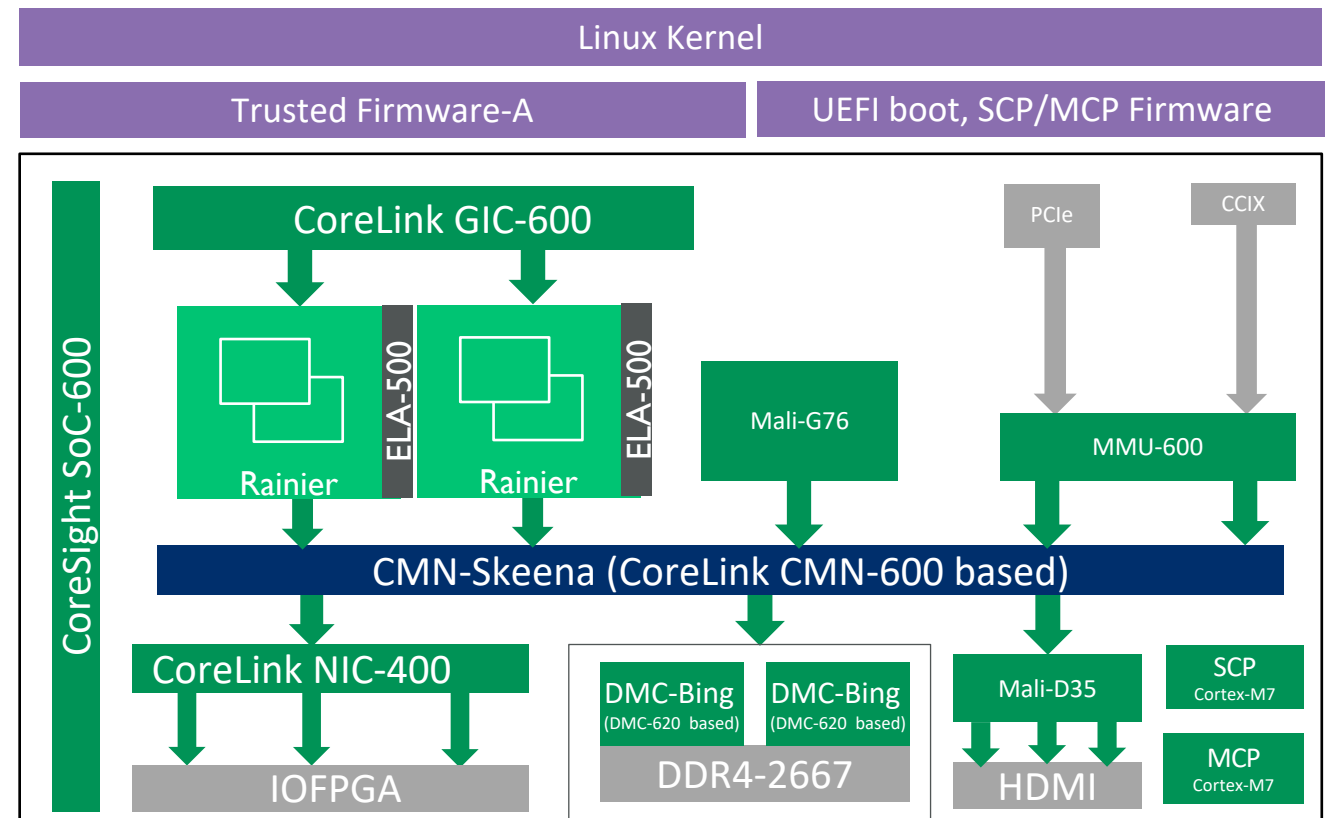 Linux Kernel
Trusted Firmware-A
UEFI boot, SCP/MCP Firmware
CoreSight SoC-600
CoreLink GIC-600
PCIe
CCIX
Rainier
ELA-500
Rainier
ELA-500
Mali-G76
MMU-600
CMN-Skeena (CoreLink CMN-600 based)
CoreLink NIC-400
IOFPGA
DMC-Bing
(DMC-620 based)
DMC-Bing
(DMC-620 based)
DDR4-2667
Mali-D35
HDMI
SCP
Cortex-M7
MCP
Cortex-M7